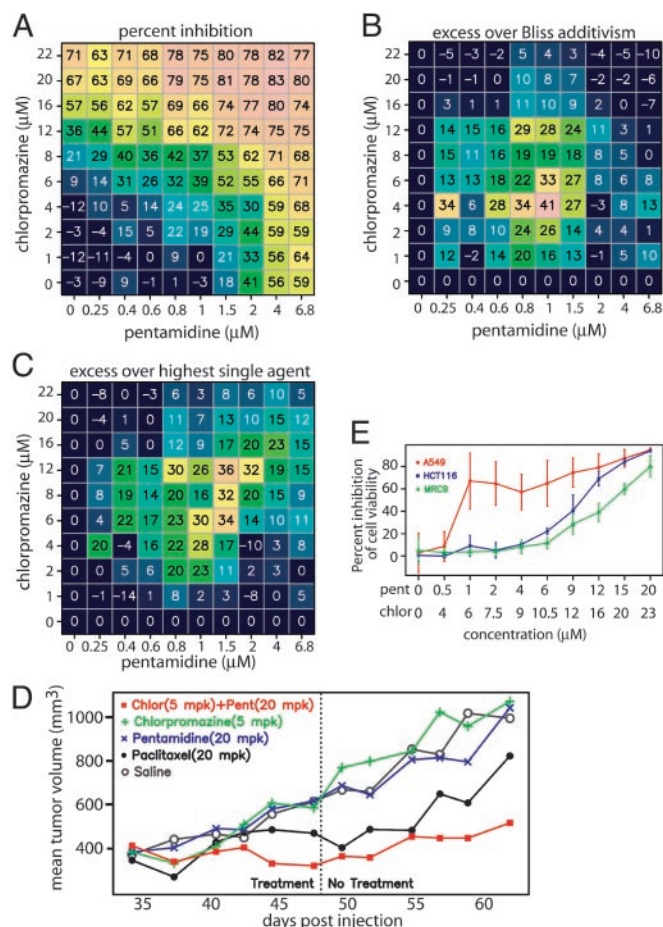 A
percent inhibition
22 71 63 71 68 78 75 80 78 82 77
20 67 63 69 69 79 75 81 78 83 80
16 57 56 62 57 69 66 74 77 80 74
12 36 44 57 51 66 62 72 74 75 75
8 21 29 40 36 42 37 53 62 71 68
6 9 14 31 26 32 39 52 55 66 71
4 −12 10 5 14 24 25 35 30 59 68
2 −3 −4 15 5 22 19 29 44 58 69
1 −12 −11 −4 0 9 0 21 33 56 64
0 −3 −9 9 −1 1 −3 18 41 56 59
0 0.25 0.4 0.6 0.8 1 1.5 2 4 6.8
chlorpromazine (μM)
pentamidine (μM)
B
excess over Bliss additivism
22 0 −5 −3 −2 5 4 3 −4 −5 −10
20 0 −1 −1 0 10 8 7 −2 −2 −6
16 0 3 1 1 11 10 9 2 0 −7
12 0 14 15 16 29 28 24 11 3 1
8 0 15 11 16 19 19 18 8 5 0
6 0 13 13 18 22 33 27 8 6 8
4 0 34 6 28 34 41 27 −3 8 13
2 0 12 8 14 24 26 14 4 4 1
1 0 12 −2 14 20 16 13 −6 5 10
0 0 0 0 0 0 0 0 0 0 0
0 0.25 0.4 0.6 0.8 1 1.5 2 4 6.8
chlorpromazine (μM)
pentamidine (μM)
C
excess over highest single agent
22 0 −8 0 −3 6 3 8 6 10 5
20 0 −4 1 0 11 7 13 10 15 12
16 0 0 5 0 12 9 17 20 23 15
12 0 7 21 15 30 26 36 32 19 15
8 0 8 19 14 20 16 32 20 15 9
6 0 4 22 17 23 30 34 14 10 11
4 0 20 −4 16 22 28 17 −10 3 8
2 0 0 5 6 20 23 11 2 3 0
1 0 −1 −14 1 8 2 3 −8 0 5
0 0 0 0 0 0 0 0 0 0 0
0 0.25 0.4 0.6 0.8 1 1.5 2 4 6.8
chlorpromazine (μM)
pentamidine (μM)
E
A549
HCT116
MRC9
Percent inhibition
of cell viability
80
60
40
20
0
pent 0 0.5 1 2 4 9 10 12 15 20
chlor 0 4 6 7.5 9 10.5 12 16 20 23
concentration (μM)
D
Chlor(5 mpk)+Pent(20 mpk)
Chlorpromazine(5 mpk)
Pentamidine(20 mpk)
Paclitaxel(20 mpk)
Saline
mean tumor volume (mm³)
1000
800
600
400
Treatment
No Treatment
35 40 45 50 55 60
days post injection